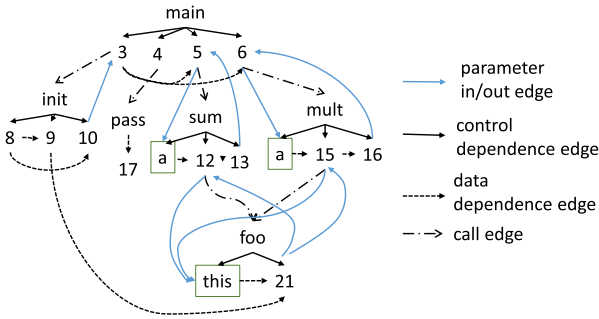 main
3 4 5 6
parameter
in/out edge
init
pass
sum
mult
control
dependence edge
8 9 10
17
a 12 13
a 15 16
data
dependence edge
call edge
foo
this 21